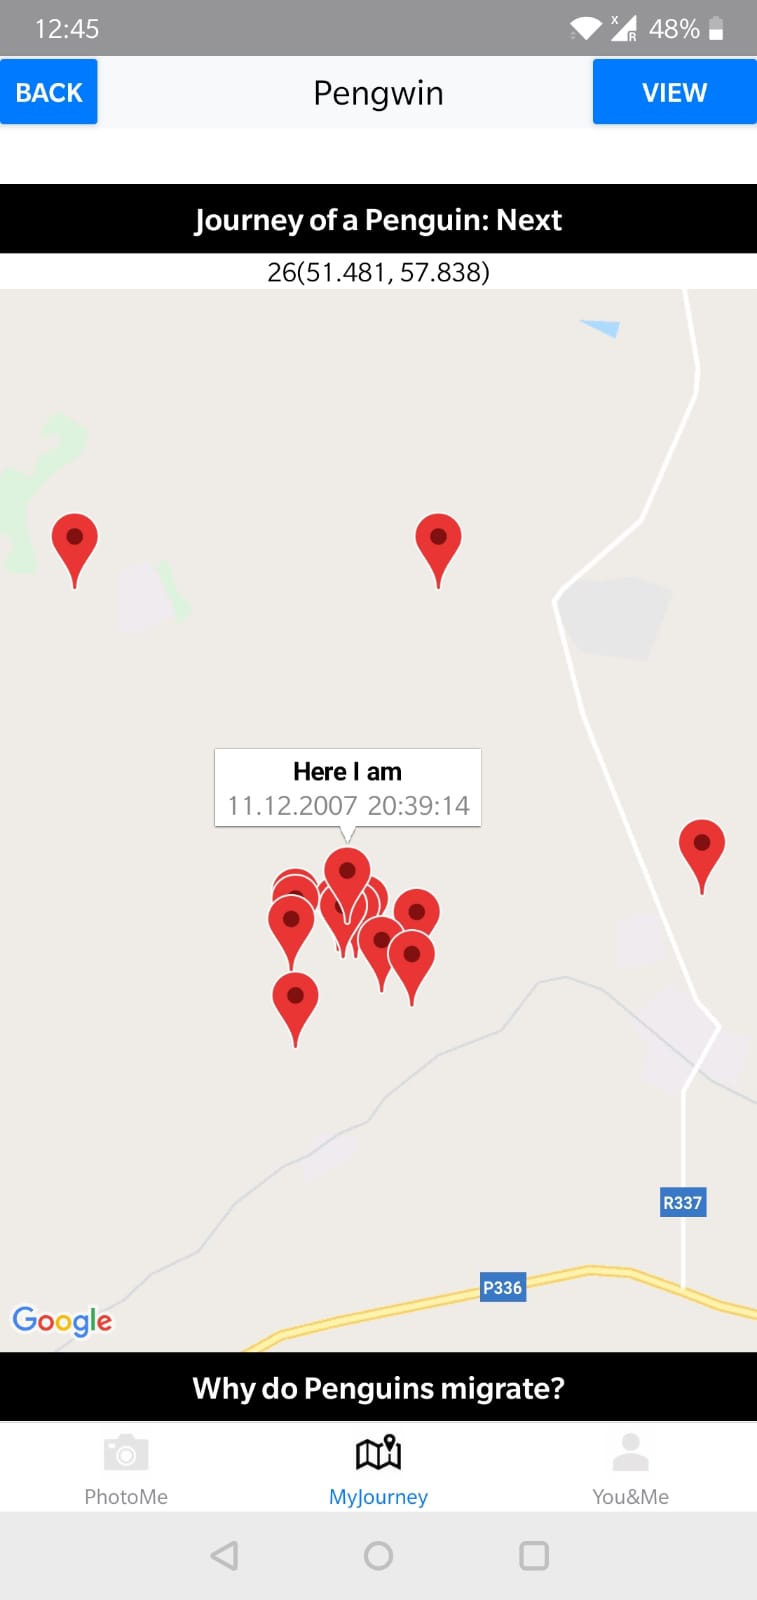 12:45
x R 48%
BACK Pengwin VIEW
Journey of a Penguin: Next
26(51.481, 57.838)
Here I am
11.12.2007 20:39:14
R337
P336
Google
Why do Penguins migrate?
PhotoMe MyJourney You&Me